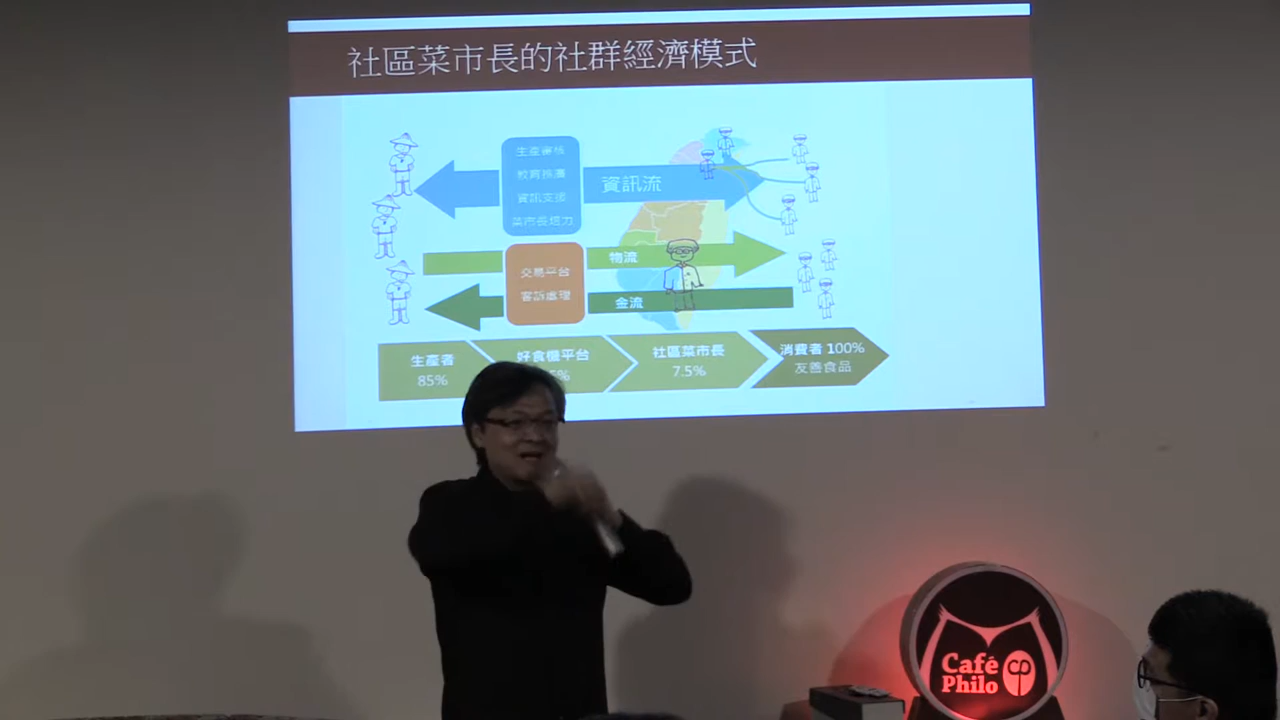 社區菜市長的社群經濟模式
生產審核
教育推廣
資訊支援
菜市長培力
資訊流
交易平台
客訴處理
物流
金流
生產者
85%
好食機平台
社區菜市長
7.5%
消費者 100%
友善食品
Café
Philo